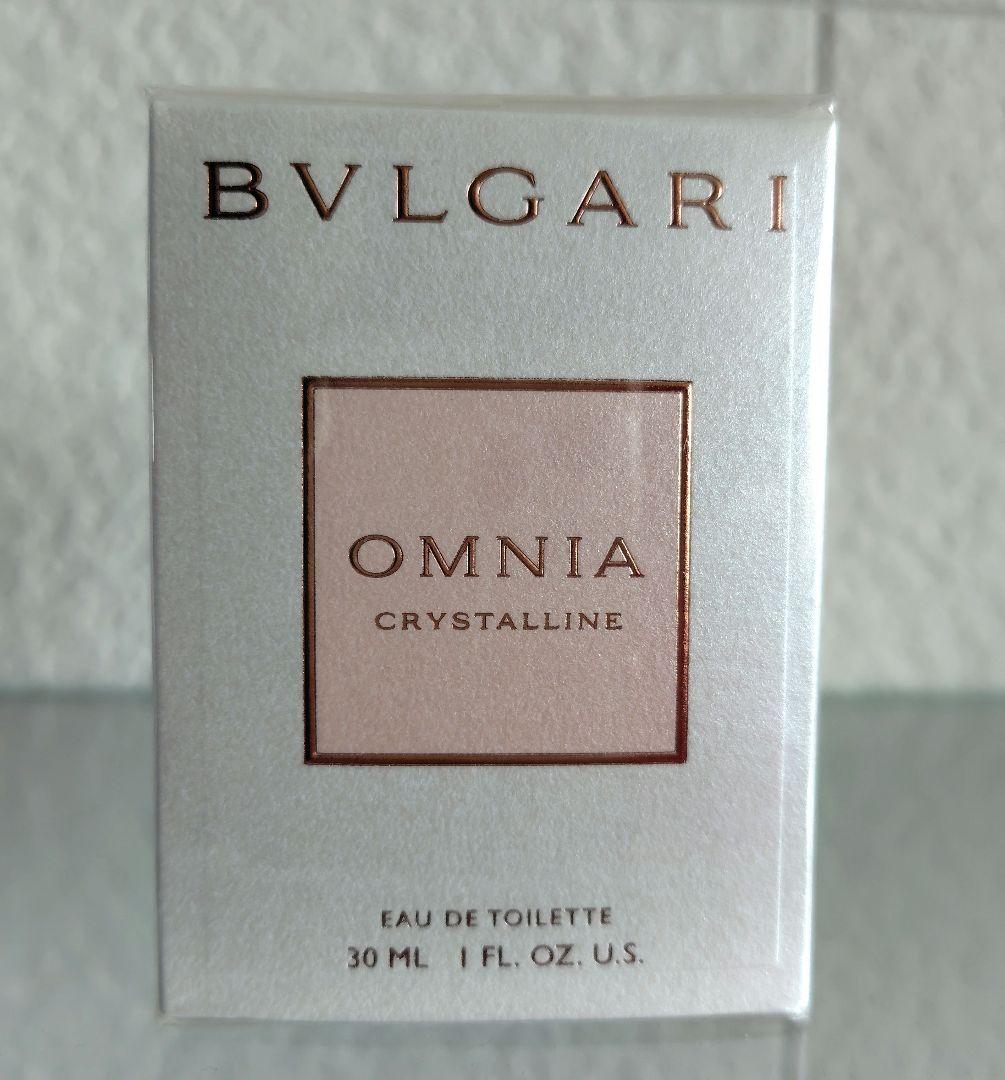 BVLGARI
OMNIA
CRYSTALLINE
EAU DE TOILETTE
30 ML 1 FL. OZ. U.S.